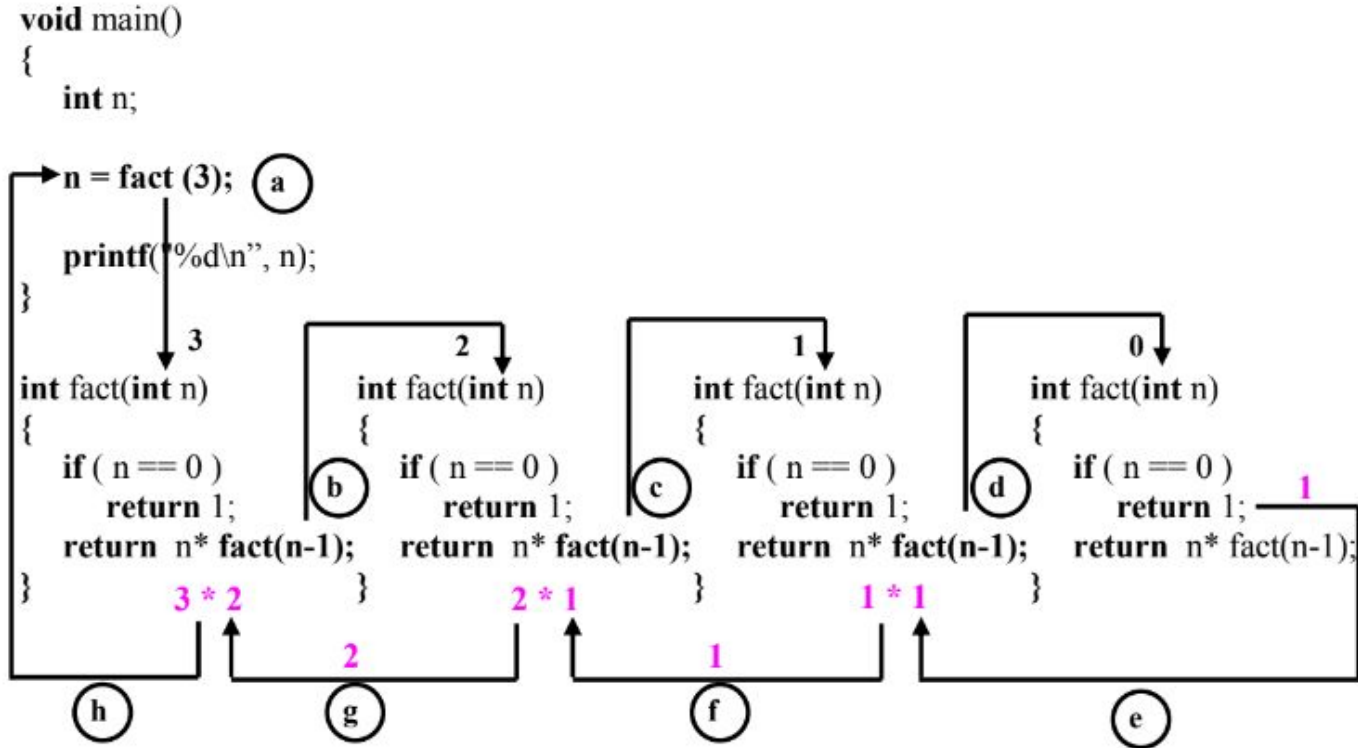 void main()
{
int n;
n = fact (3); a
printf("%d\n”, n);
}
3 2 1 0
int fact(int n) int fact(int n) int fact(int n) int fact(int n)
{ { { {
if ( n == 0 ) b if ( n == 0 ) c if ( n == 0 ) d if ( n == 0 ) 1
return 1; return 1; return 1; return 1;
return n* fact(n-1); return n* fact(n-1); return n* fact(n-1); return n* fact(n-1);
} 3 * 2 } 2 * 1 } 1 * 1 }
2 1
h g f e